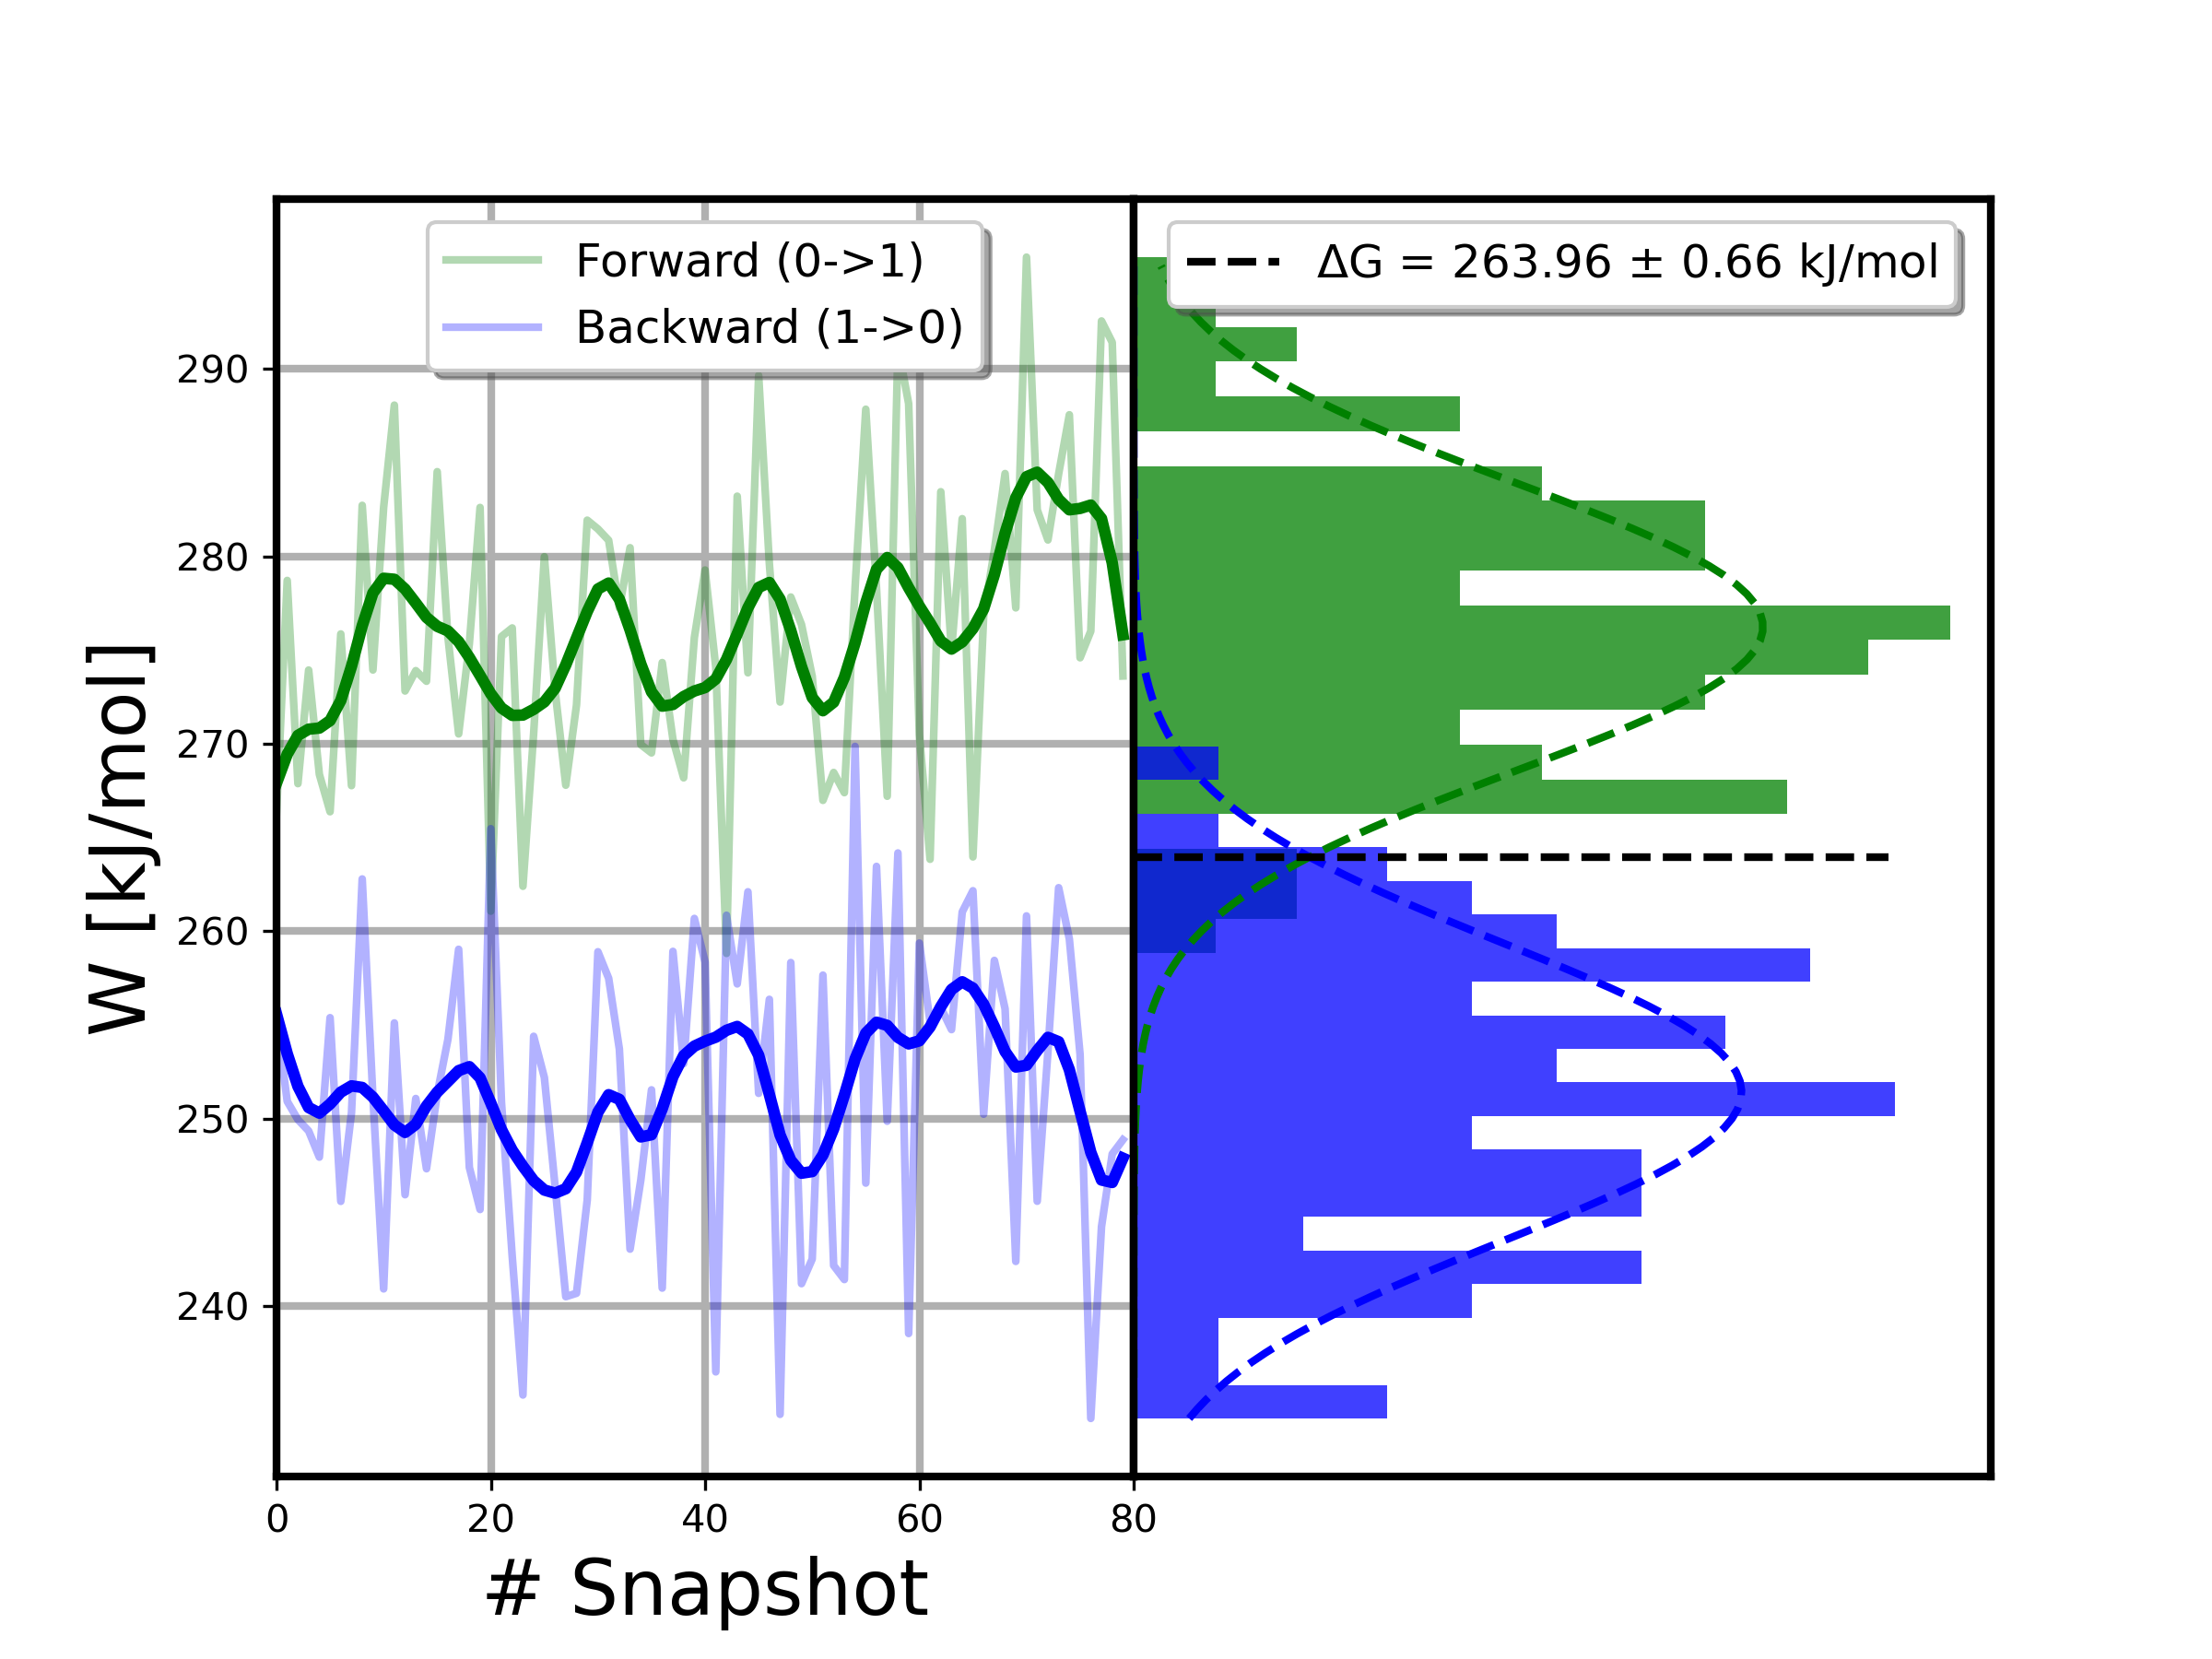 Forward (0->1)
Backward (1->0)
ΔG = 263.96 ± 0.66 kJ/mol
290
280
270
260
250
240
W [kJ/mol]
0 20 40 60 80
# Snapshot